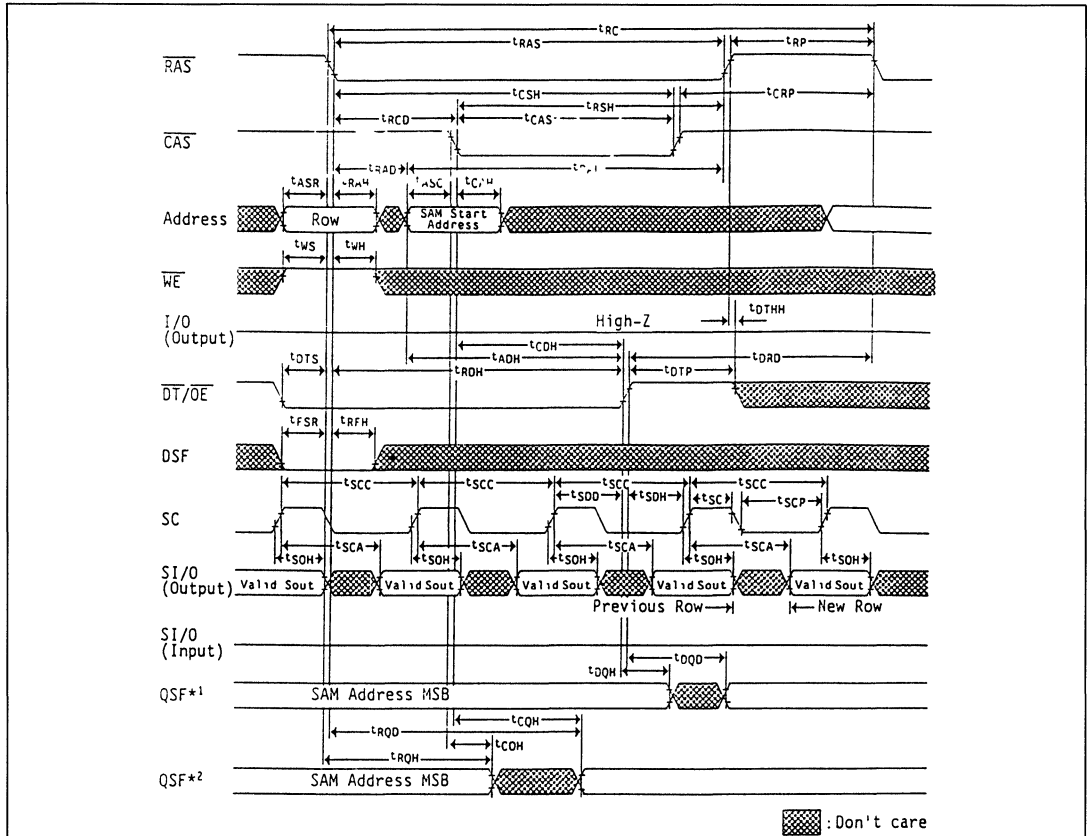 tRC
tRAS
tRP
RAS
tCSH
tCRP
tRSH
tRCD
tCAS
CAS
tRAD
tASR
tRAH
tASC
tCAH
Address
Row
SAM Start
Address
tWS
tWH
WE
I/O
(Output)
High-Z
tDTHH
tCDH
tADH
tDRD
tDTS
tRDH
tDTP
DT/OE
tFSR
tRFH
DSF
tSCC
tSCC
tSCC
tSCC
tSDD
tSDH
tSC
tSCP
SC
tSCA
tSCA
tSCA
tSCA
tSOH
tSOH
tSOH
tSOH
tSOH
SI/O
(Output)
Valid Sout
Valid Sout
Valid Sout
Valid Sout
Valid Sout
Previous Row
New Row
SI/O
(Input)
tDQD
tDQH
QSF*1
SAM Address MSB
tCQH
tRQD
tCQH
tRQH
QSF*2
SAM Address MSB
:Don't care